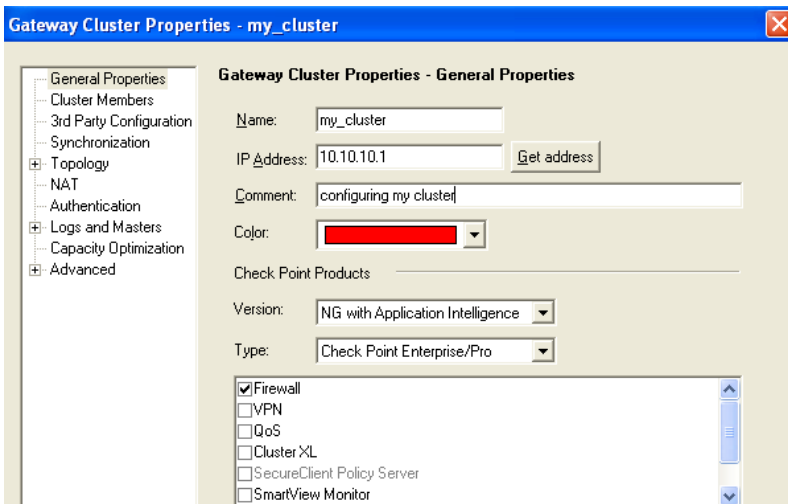 Gateway Cluster Properties - my_cluster
General Properties
Cluster Members
3rd Party Configuration
Synchronization
Topology
NAT
Authentication
Logs and Masters
Capacity Optimization
Advanced
Gateway Cluster Properties - General Properties
Name: my_cluster
IP Address: 10.10.10.1 Get address
Comment: configuring my cluster
Color:
Check Point Products
Version: NG with Application Intelligence
Type: Check Point Enterprise/Pro
Firewall
VPN
QoS
Cluster XL
SecureClient Policy Server
SmartView Monitor